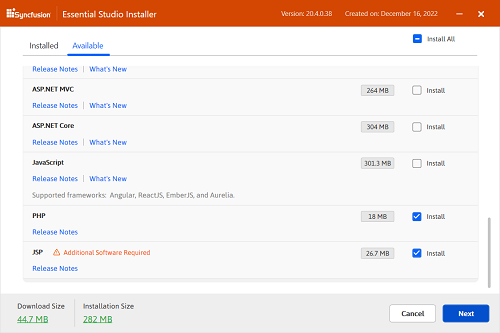 Syncfusion Essential Studio Installer Version: 20.4.0.38 Created on: December 16, 2022
Installed Available Install All
Release Notes | What's New
ASP.NET MVC 264 MB Install
Release Notes | What's New
ASP.NET Core 304 MB Install
Release Notes | What's New
JavaScript 301.3 MB Install
Release Notes | What's New
Supported frameworks: Angular, ReactJS, EmberJS, and Aurelia.
PHP 18 MB Install
Release Notes
JSP Additional Software Required 26.7 MB Install
Release Notes
Download Size Installation Size
44.7 MB 282 MB
Cancel Next